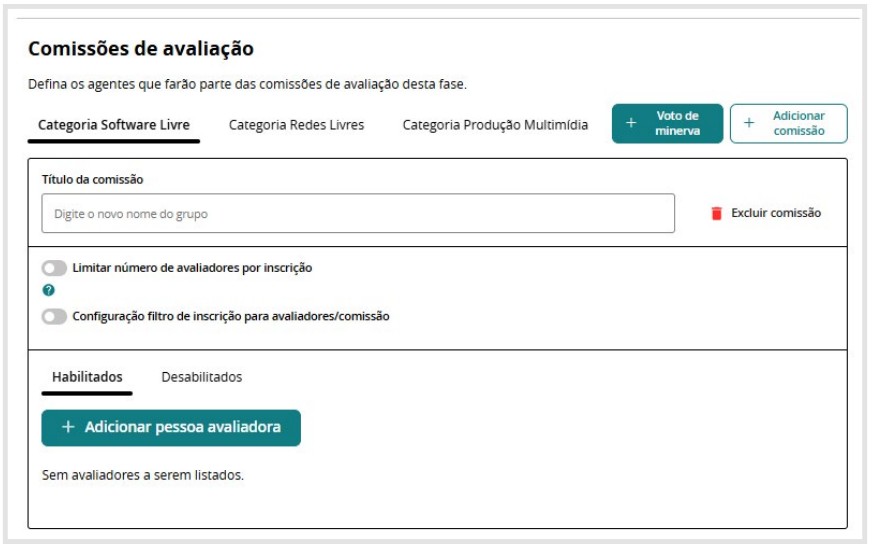 Comissões de avaliação
Defina os agentes que farão parte das comissões de avaliação desta fase.
Categoria Software Livre
Categoria Redes Livres
Categoria Produção Multimídia
+ Voto de
minerva
+ Adicionar
comissão
Título da comissão
Digite o novo nome do grupo
Excluir comissão
Limitar número de avaliadores por inscrição
?
Configuração filtro de inscrição para avaliadores/comissão
Habilitados
Desabilitados
+ Adicionar pessoa avaliadora
Sem avaliadores a serem listados.